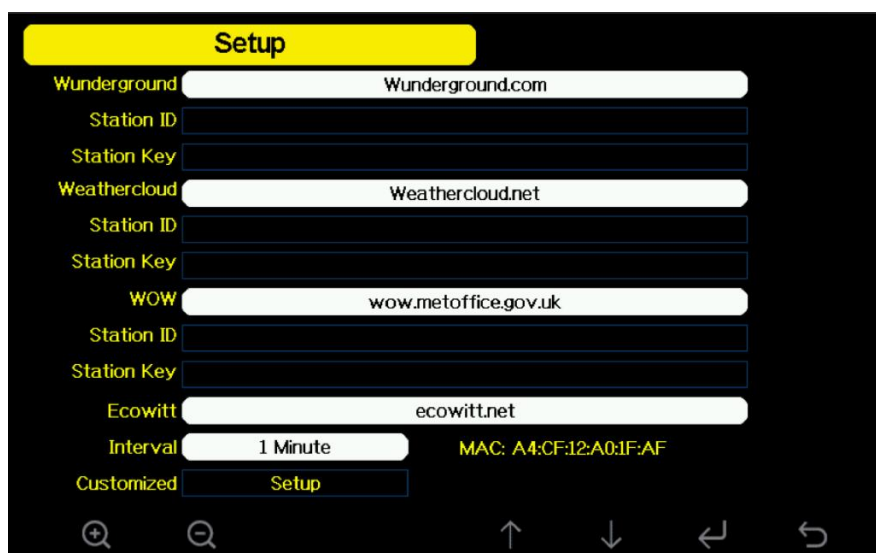 Setup
Wunderground Wunderground.com
Station ID
Station Key
Weathercloud Weathercloud.net
Station ID
Station Key
WOW wow.metoffice.gov.uk
Station ID
Station Key
Ecowitt ecowitt.net
Interval 1 Minute MAC: A4:CF:12:A0:1F:AF
Customized Setup